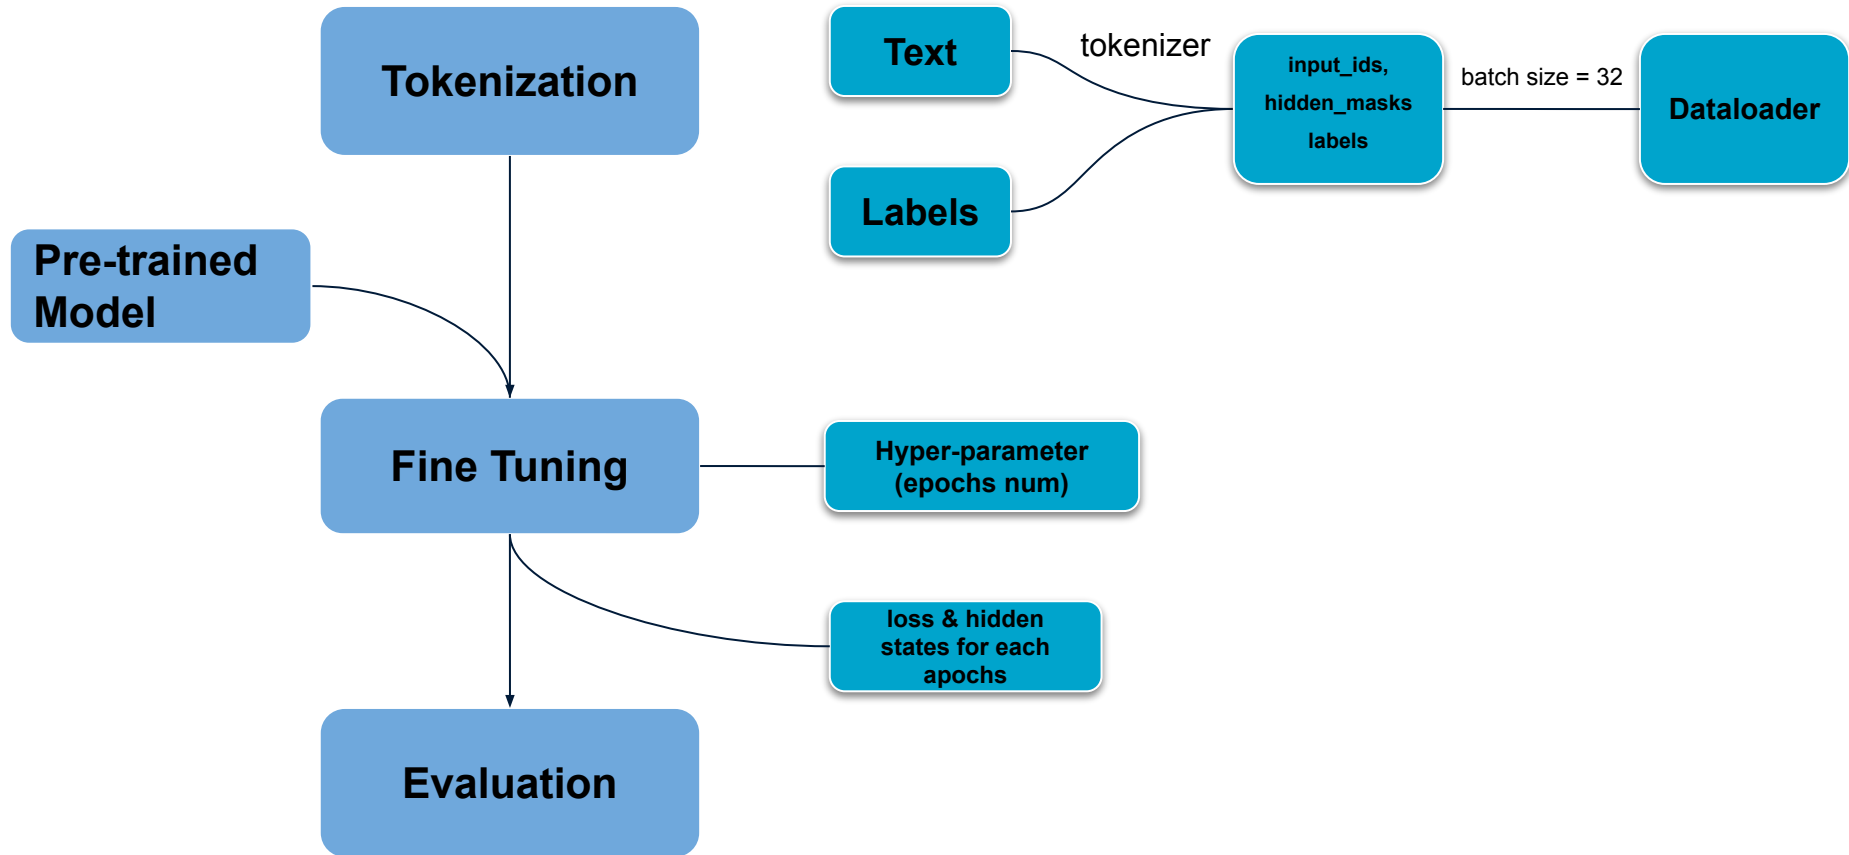 Tokenization
Text
tokenizer
input_ids,
hidden_masks
labels
batch size = 32
Dataloader
Labels
Pre-trained
Model
Fine Tuning
Hyper-parameter
(epochs num)
loss & hidden
states for each
apochs
Evaluation